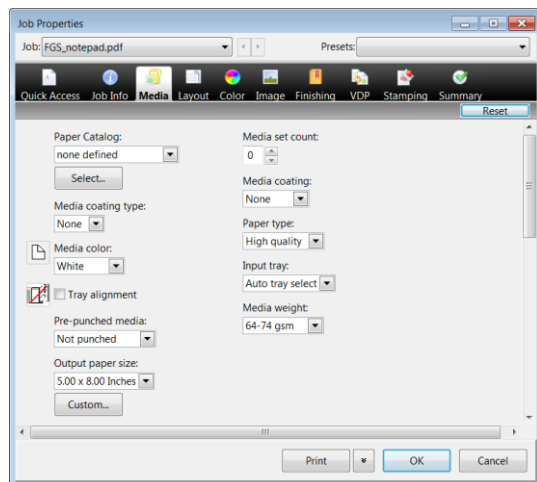 Job Properties
Job: FGS_notepad.pdf Presets:
Quick Access Job Info Media Layout Color Image Finishing VDP Stamping Summary
Reset
Paper Catalog:
none defined
Select...
Media coating type:
None
Media color:
White
Tray alignment
Pre-punched media:
Not punched
Output paper size:
5.00 x 8.00 Inches
Custom...
Media set count:
0
Media coating:
None
Paper type:
High quality
Input tray:
Auto tray select
Media weight:
64-74 gsm
Print OK Cancel